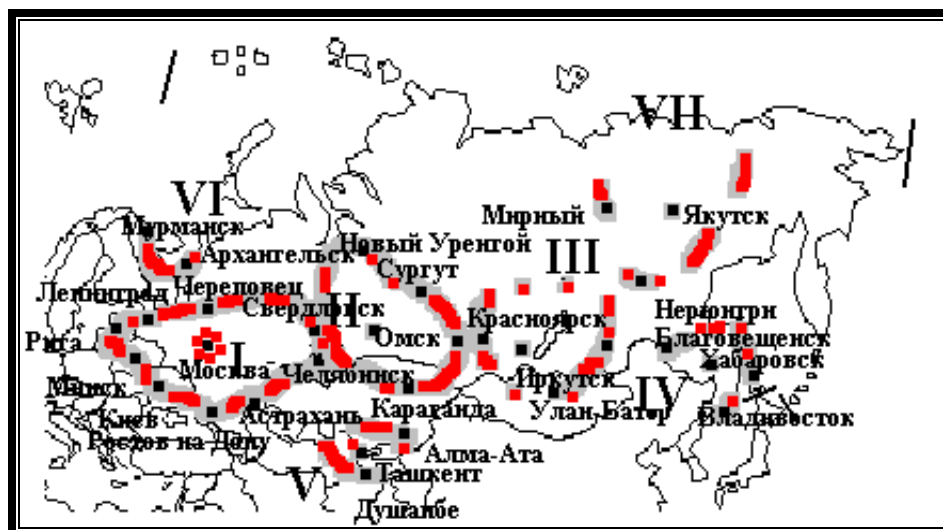 VII
VI
Мирный
Якутск
Мурманск
Новый Уренгой
Архангельск
III
Сургут
Череповец
Ленинград
Свердловск
II
Нерюнгри
Красноярск
Рига
Омск
Благовещенск
I
Хабаровск
Москва
Челябинск
Иркутск
Минск
IV
Караганда
Улан-Батор
Астрахань
Киев
Владивосток
Ростов на Дону
Алма-Ата
V
Ташкент
Душанбе